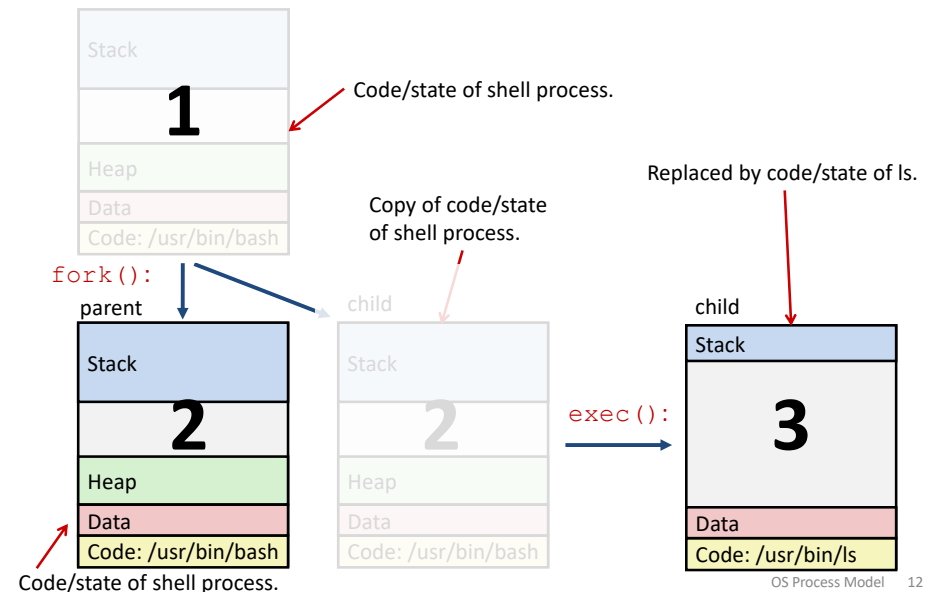 Stack
1
Code/state of shell process.
Heap
Data
Code: /usr/bin/bash
Copy of code/state
of shell process.
Replaced by code/state of ls.
fork():
parent
Stack
2
Heap
Data
Code: /usr/bin/bash
Code/state of shell process.
child
Stack
2
Heap
Data
Code: /usr/bin/bash
exec():
child
Stack
3
Data
Code: /usr/bin/ls
OS Process Model 12